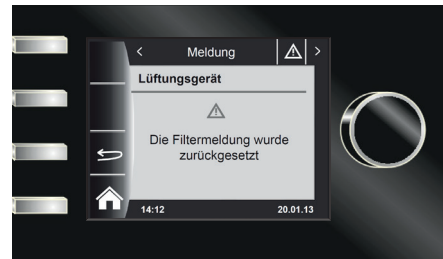 < Meldung >
Lüftungsgerät
Die Filtermeldung wurde
zurückgesetzt
14:12 20.01.13